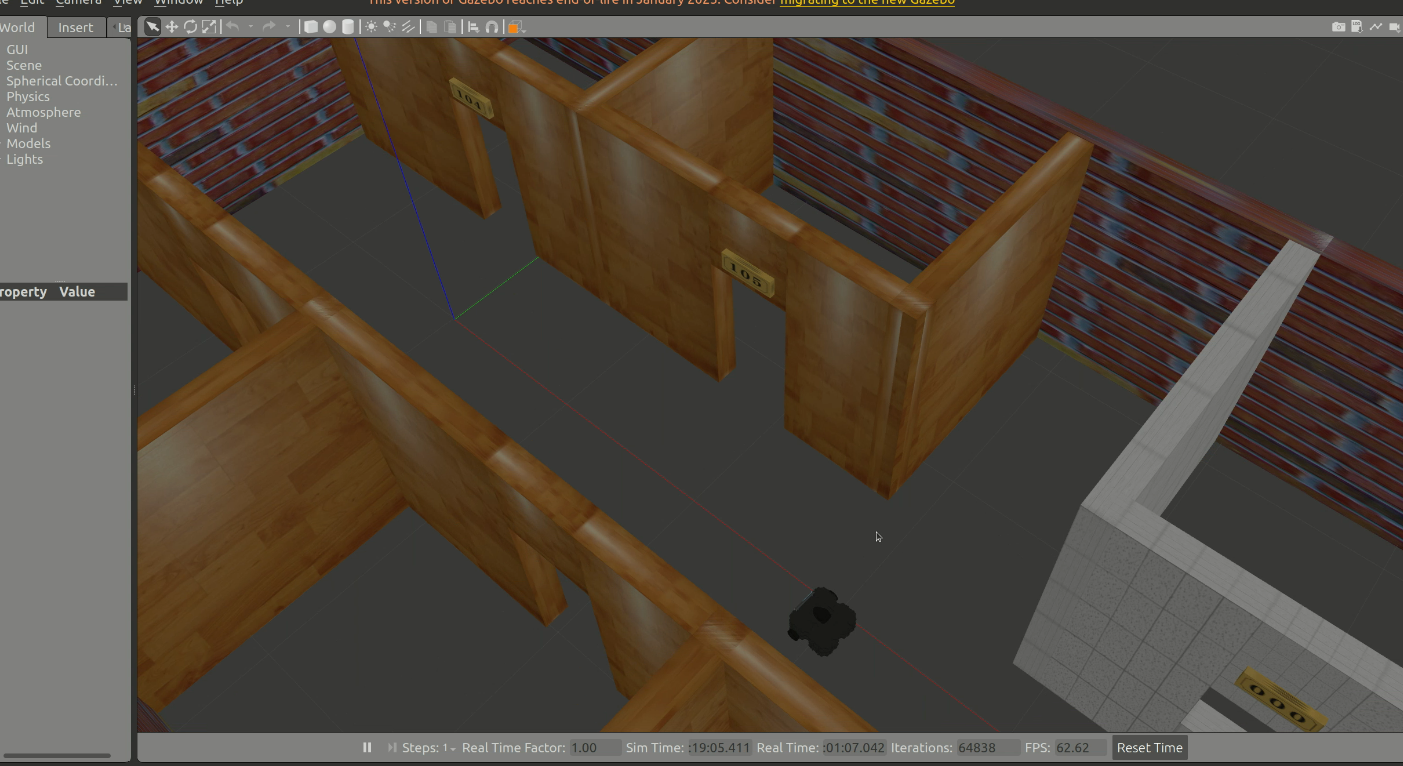 Edit Camera View Window Help
This version of Gazebo reaches end of life in January 2025. Consider migrating to the new Gazebo
World Insert La
GUI
Scene
Spherical Coordi…
Physics
Atmosphere
Wind
Models
Lights
roperty Value
104
105
000
Steps: 1 Real Time Factor: 1.00 Sim Time: :19:05.411 Real Time: :01:07.042 Iterations: 64838 FPS: 62.62 Reset Time